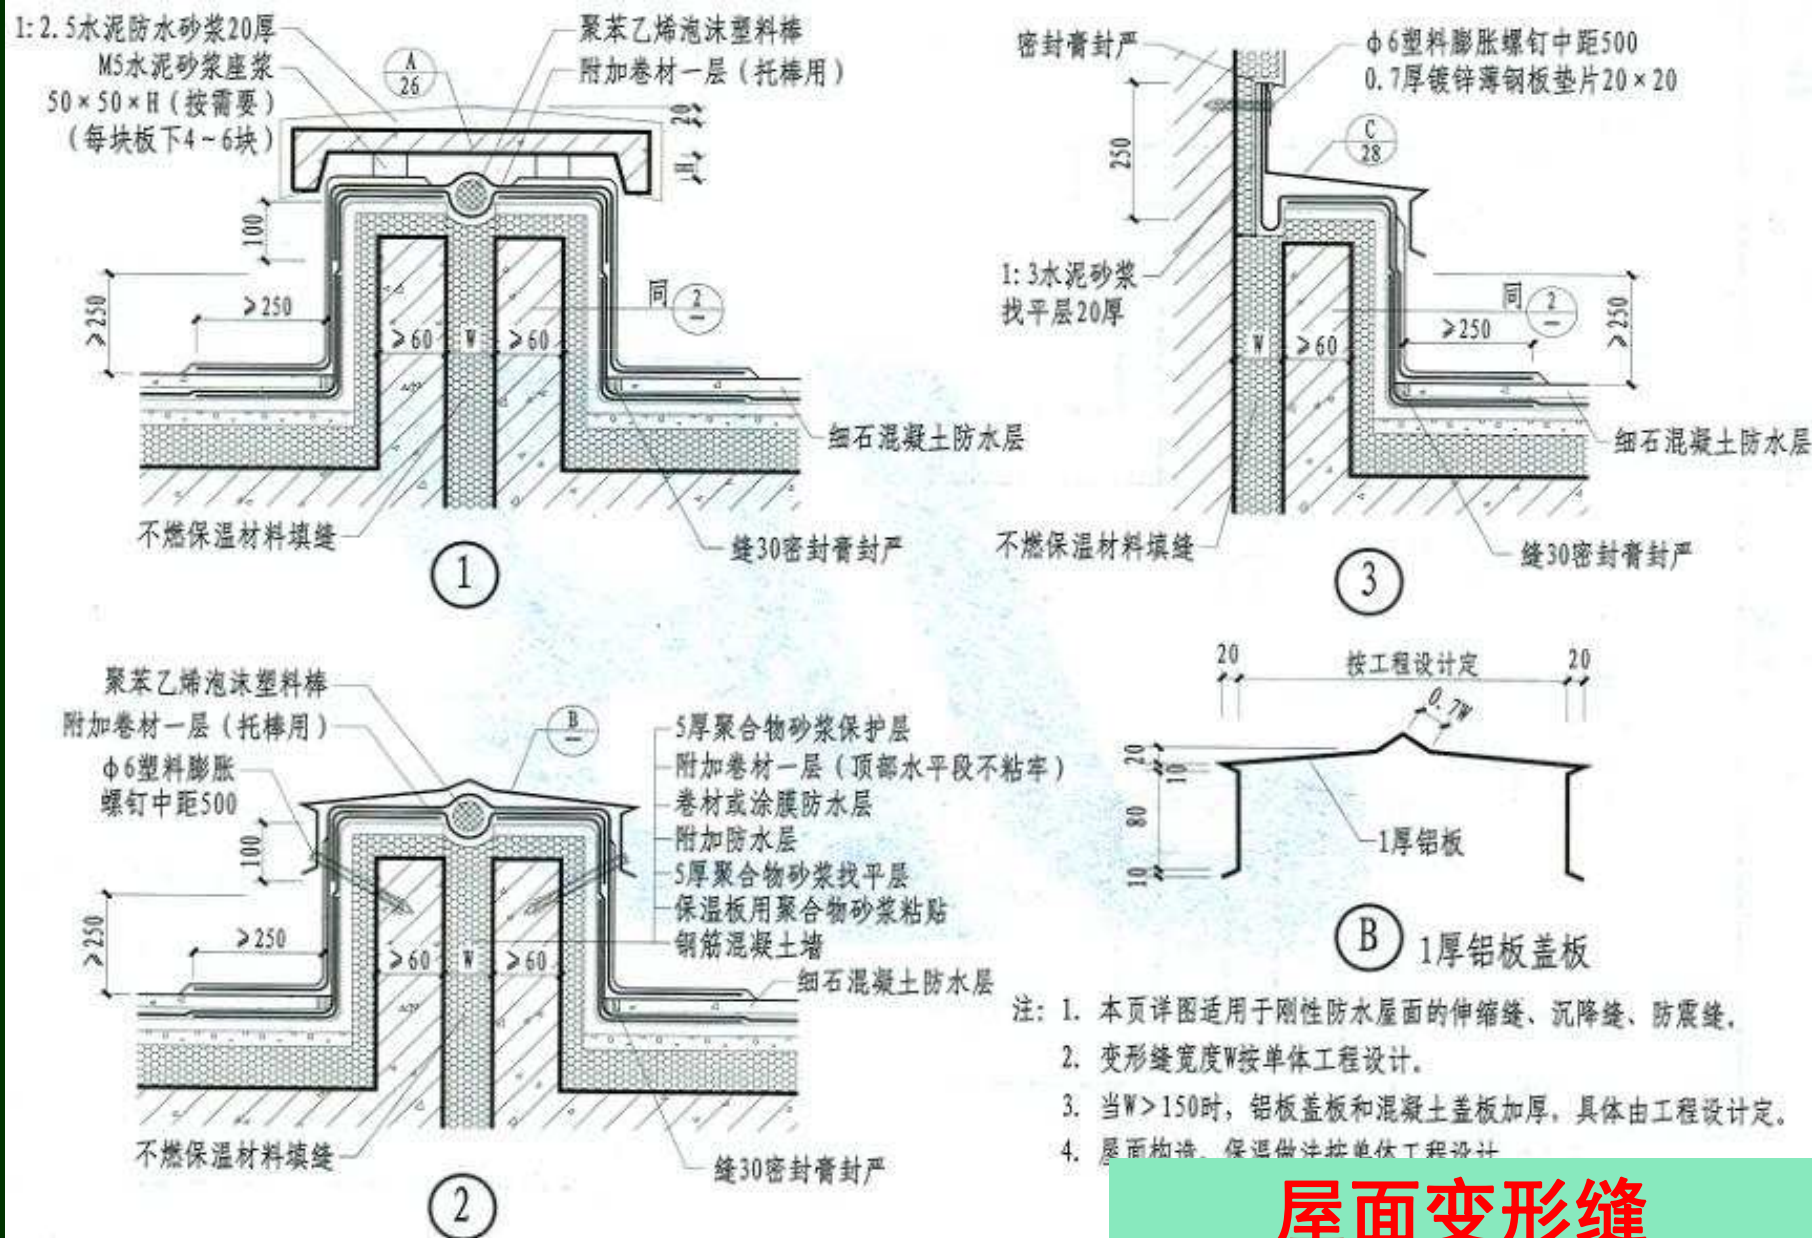 1:2.5水泥防水砂浆20厚
M5水泥砂浆座浆
50×50×H（按需要）
（每块板下4～6块）
A
26
聚苯乙烯泡沫塑料棒
附加卷材一层（托棒用）
20
H
100
≥250
≥250
≥60
W
≥60
同
2
—
细石混凝土防水层
不燃保温材料填缝
缝30密封膏封严
1
密封膏封严
ф6塑料膨胀螺钉中距500
0.7厚镀锌薄钢板垫片20×20
250
C
28
1:3水泥砂浆
找平层20厚
同
2
—
≥250
≥250
W
≥60
细石混凝土防水层
不燃保温材料填缝
缝30密封膏封严
3
聚苯乙烯泡沫塑料棒
附加卷材一层（托棒用）
ф6塑料膨胀
螺钉中距500
B
—
5厚聚合物砂浆保护层
附加卷材一层（顶部水平段不粘牢）
卷材或涂膜防水层
附加防水层
5厚聚合物砂浆找平层
保温板用聚合物砂浆粘贴
钢筋混凝土墙
细石混凝土防水层
100
≥250
≥250
≥60
W
≥60
不燃保温材料填缝
缝30密封膏封严
2
20
按工程设计定
20
0.7W
20
10
80
10
1厚铝板
B
1厚铝板盖板
注：1. 本页详图适用于刚性防水屋面的伸缩缝、沉降缝、防震缝。
2. 变形缝宽度W按单体工程设计。
3. 当W>150时，铝板盖板和混凝土盖板加厚，具体由工程设计定。
4. 屋面构造、保温做法按单体工程设计
屋面变形缝